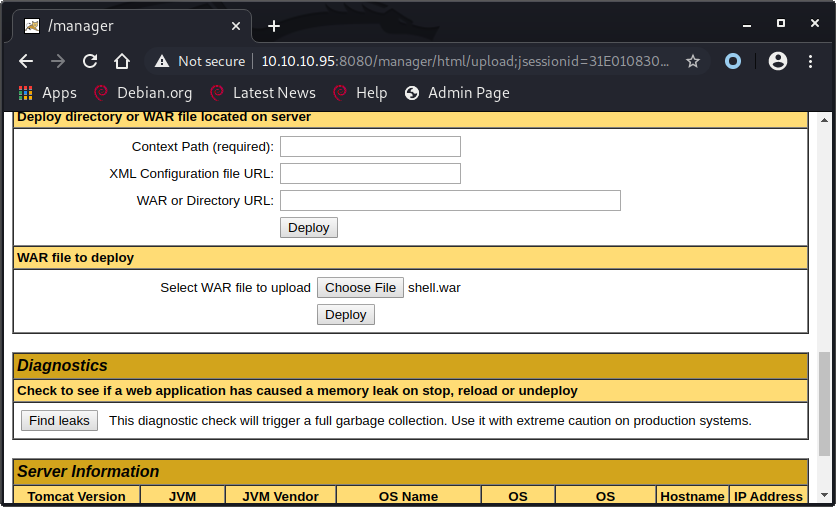 /manager
Not secure | 10.10.10.95:8080/manager/html/upload;jsessionid=31E010830...
Apps Debian.org Latest News Help Admin Page
Deploy directory or WAR file located on server
Context Path (required):
XML Configuration file URL:
WAR or Directory URL:
Deploy
WAR file to deploy
Select WAR file to upload Choose File shell.war
Deploy
Diagnostics
Check to see if a web application has caused a memory leak on stop, reload or undeploy
Find leaks This diagnostic check will trigger a full garbage collection. Use it with extreme caution on production systems.
Server Information
Tomcat Version JVM JVM Vendor OS Name OS OS Hostname IP Address